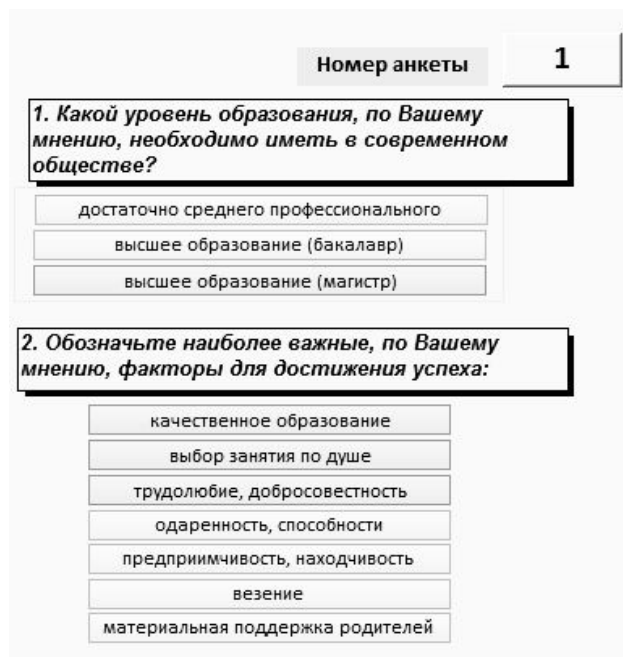 Номер анкеты 1
1. Какой уровень образования, по Вашему
мнению, необходимо иметь в современном
обществе?
достаточно среднего профессионального
высшее образование (бакалавр)
высшее образование (магистр)
2. Обозначьте наиболее важные, по Вашему
мнению, факторы для достижения успеха:
качественное образование
выбор занятия по душе
трудолюбие, добросовестность
одаренность, способности
предприимчивость, находчивость
везение
материальная поддержка родителей